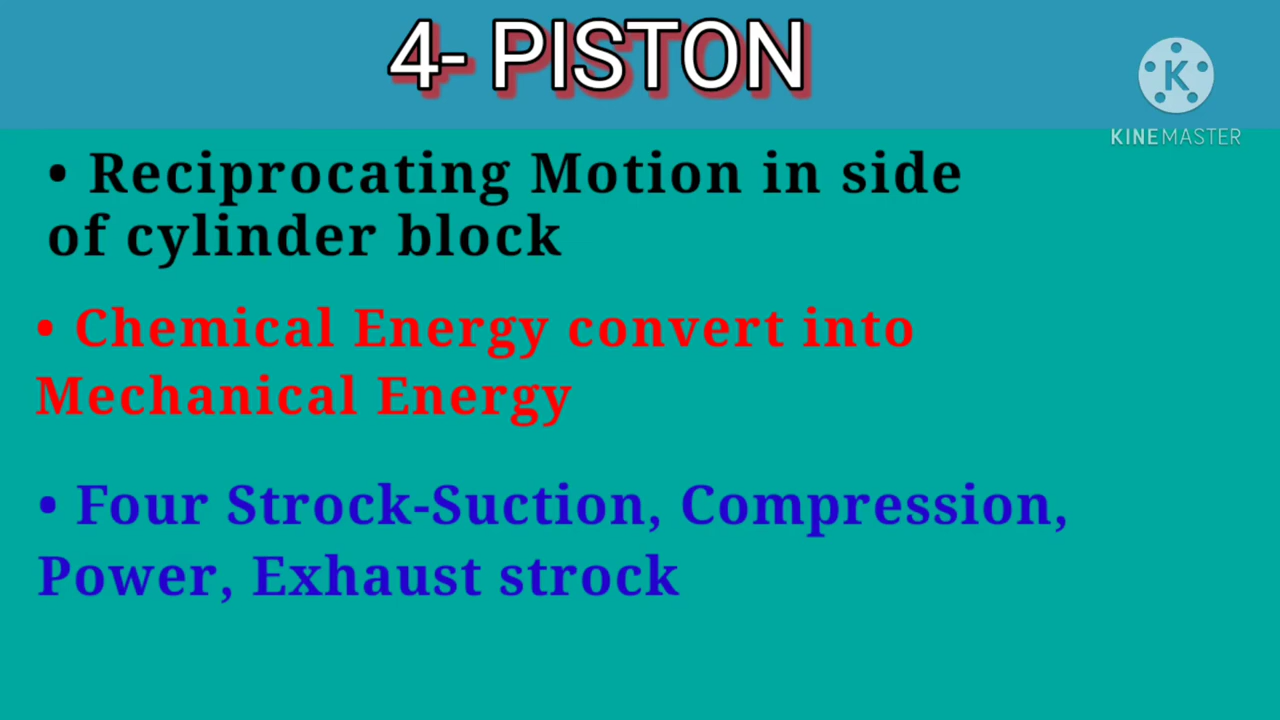 4- PISTON
K
KINEMASTER
• Reciprocating Motion in side
of cylinder block
• Chemical Energy convert into
Mechanical Energy
• Four Strock-Suction, Compression,
Power, Exhaust strock